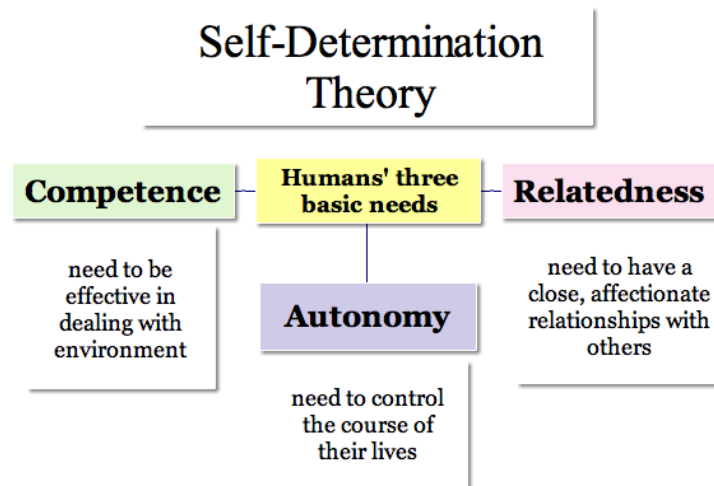 Self-Determination
Theory
Competence
Humans' three
basic needs
Relatedness
need to be
effective in
dealing with
environment
Autonomy
need to have a
close, affectionate
relationships with
others
need to control
the course of
their lives